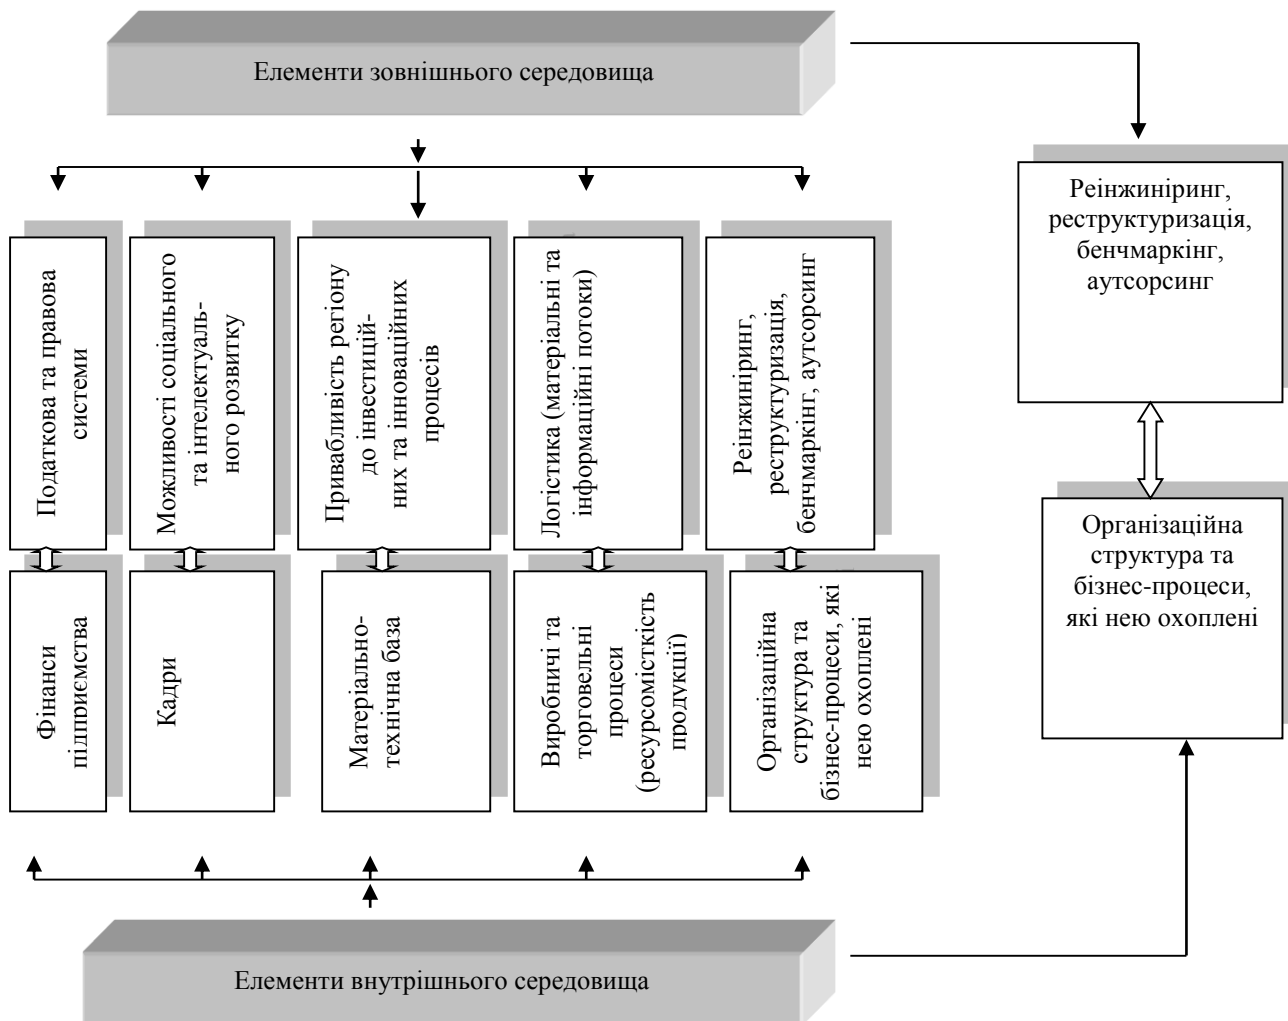 Елементи зовнішнього середовища
Податкова та правова
системи
Можливості соціального
та інтелектуаль-
ного розвитку
Привабливість регіону
до інвестицій-
них та інноваційних
процесів
Логістика (матеріальні та
інформаційні потоки)
Реінжиніринг,
реструктуризація,
бенчмаркінг, аутсорсинг
Реінжиніринг,
реструктуризація,
бенчмаркінг,
аутсорсинг
Фінанси
підприємства
Кадри
Матеріально-
технічна база
Виробничі та
торговельні
процеси
(ресурсомісткість
продукції)
Організаційна
структура та
бізнес-процеси, які
нею охоплені
Організаційна
структура та
бізнес-процеси,
які нею охоплені
Елементи внутрішнього середовища